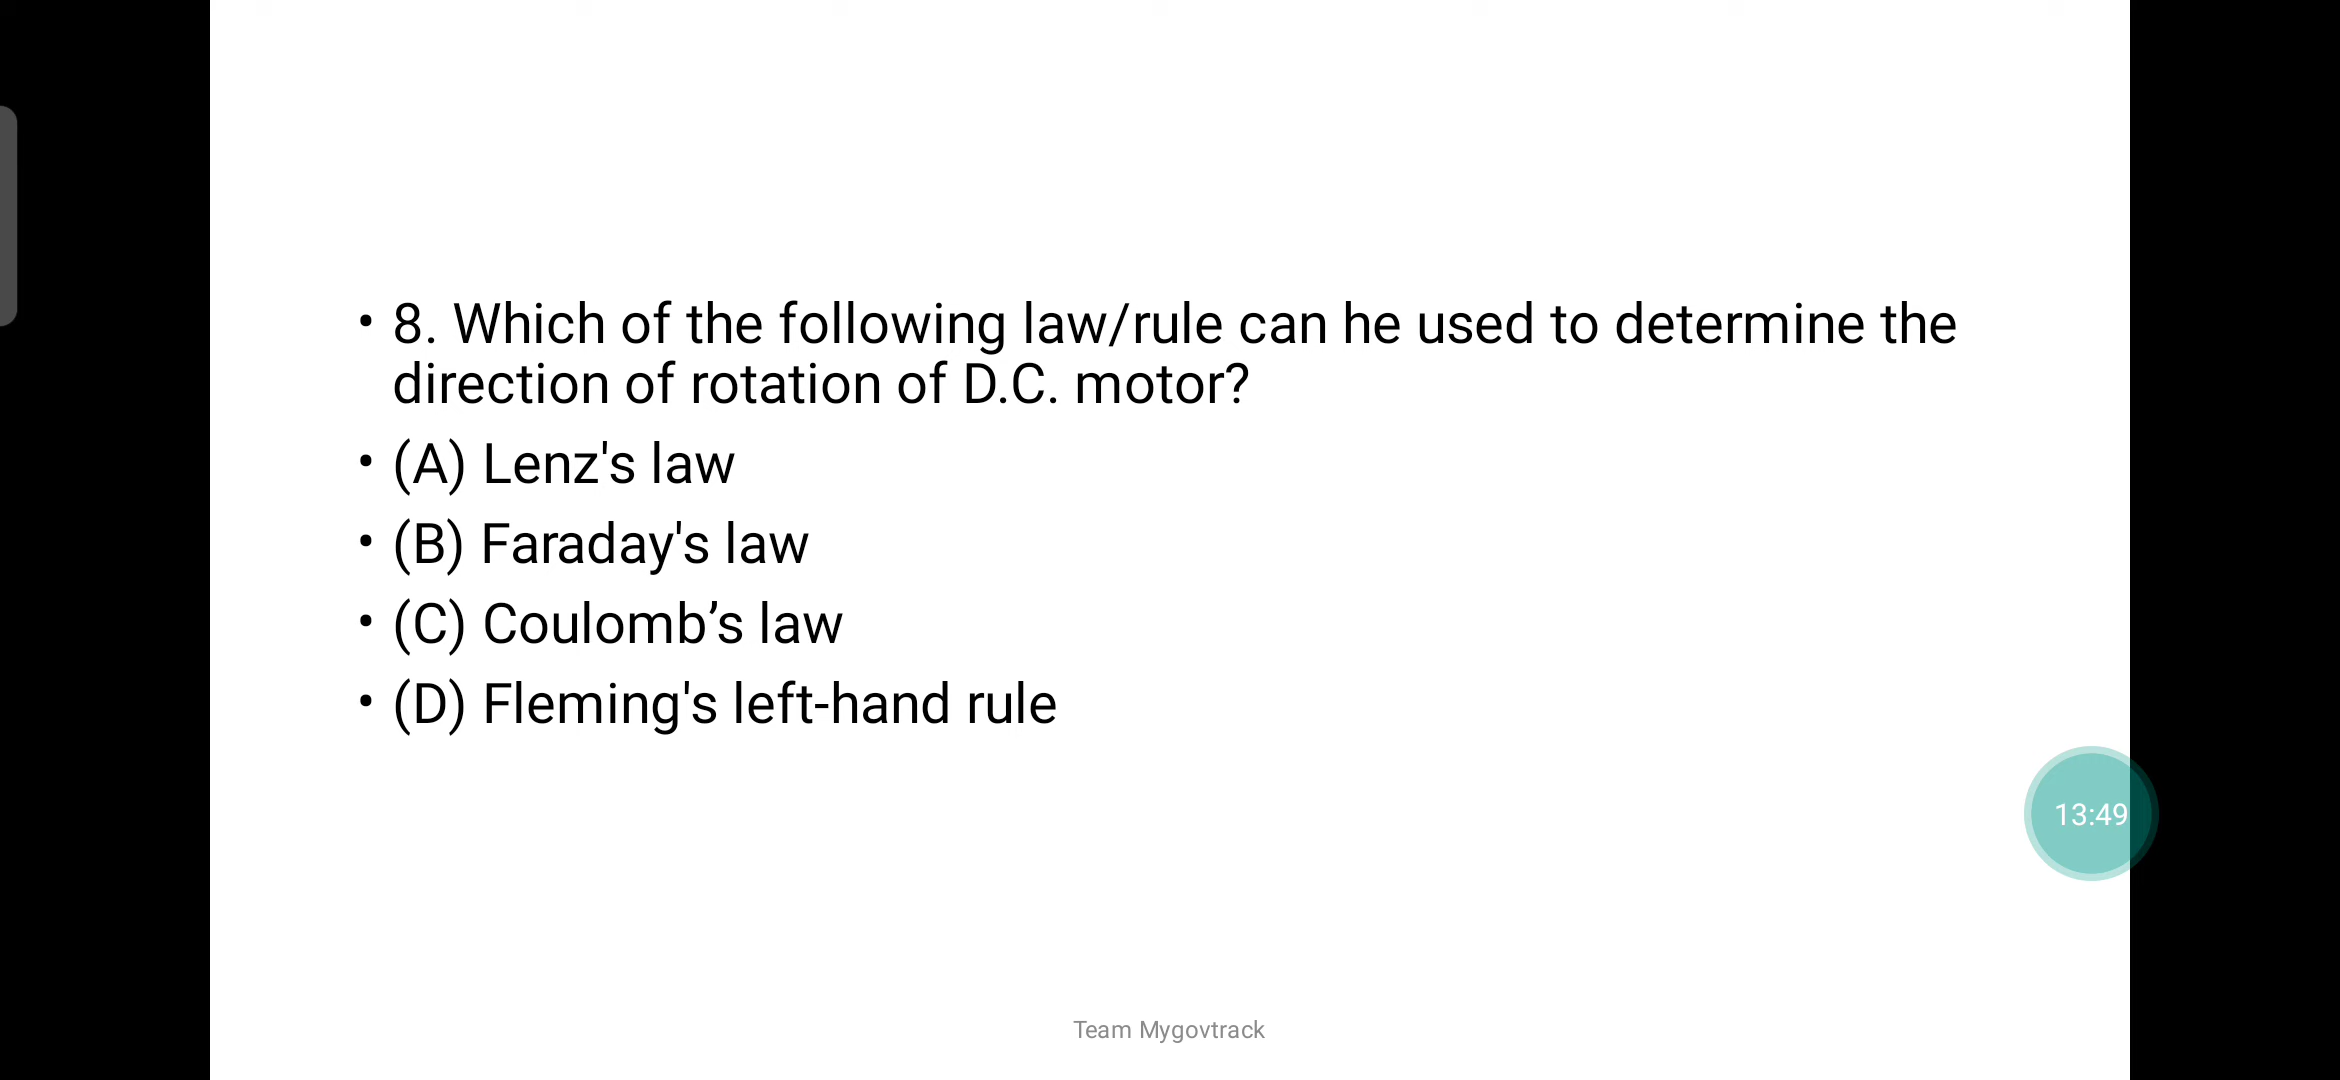 • 8. Which of the following law/rule can he used to determine the
direction of rotation of D.C. motor?
• (A) Lenz's law
• (B) Faraday's law
• (C) Coulomb’s law
• (D) Fleming's left-hand rule
13:49
Team Mygovtrack